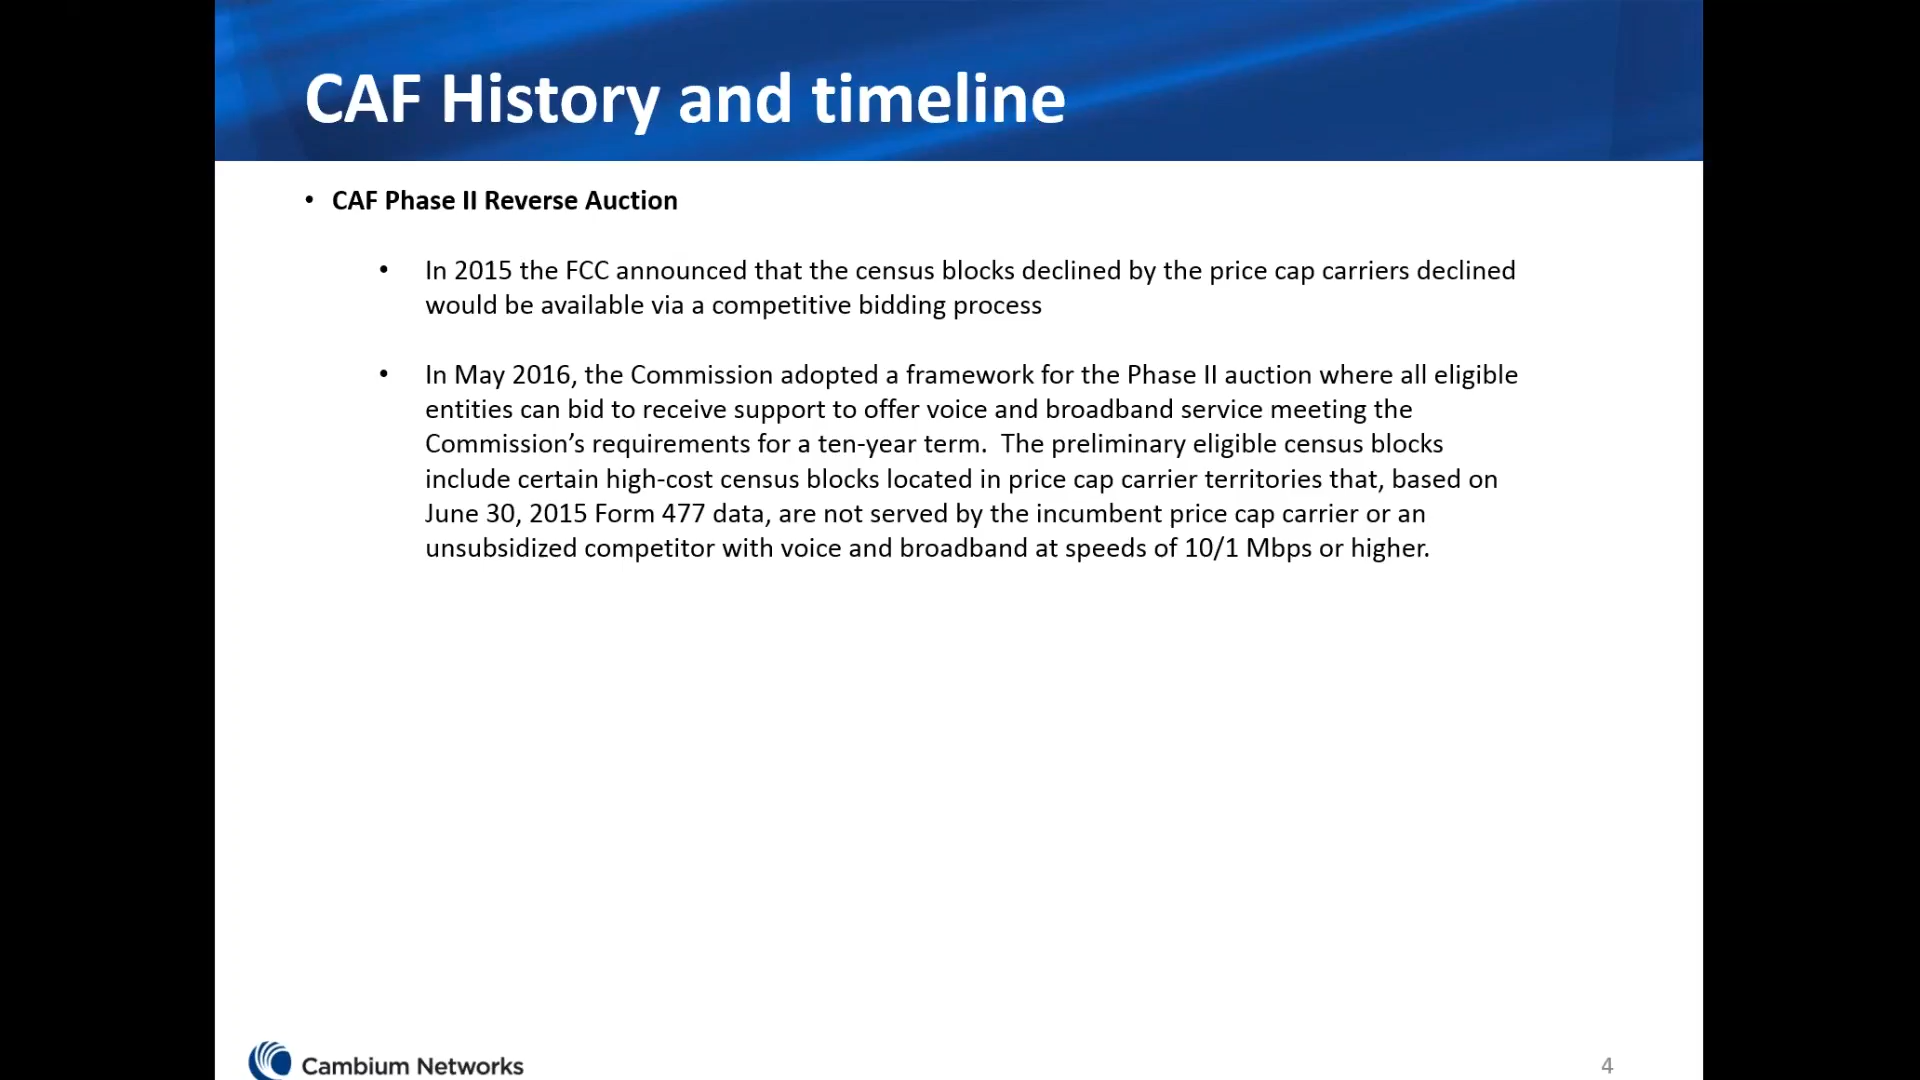 CAF History and timeline
• CAF Phase II Reverse Auction
• In 2015 the FCC announced that the census blocks declined by the price cap carriers declined
would be available via a competitive bidding process
• In May 2016, the Commission adopted a framework for the Phase II auction where all eligible
entities can bid to receive support to offer voice and broadband service meeting the
Commission’s requirements for a ten-year term.  The preliminary eligible census blocks
include certain high-cost census blocks located in price cap carrier territories that, based on
June 30, 2015 Form 477 data, are not served by the incumbent price cap carrier or an
unsubsidized competitor with voice and broadband at speeds of 10/1 Mbps or higher.
Cambium Networks
4